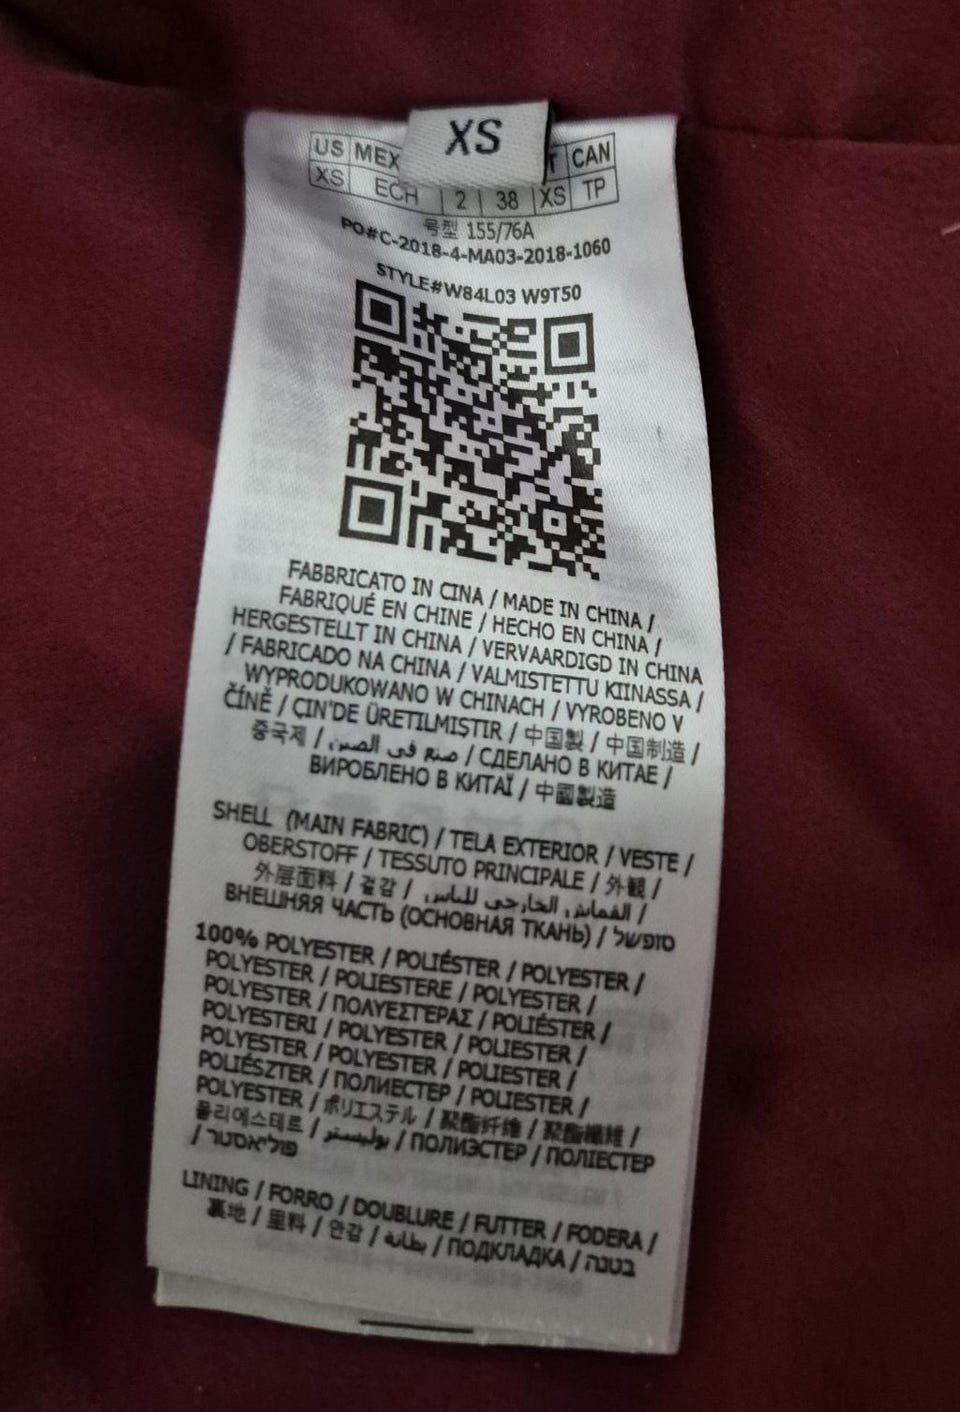 XS
US MEX T CAN
XS ECH 2 38 XS TP
号型 155/76A
PO#C-2018-4-MA03-2018-1060
STYLE#W84L03 W9T50
FABBRICATO IN CINA / MADE IN CHINA /
FABRIQUÉ EN CHINE / HECHO EN CHINA /
HERGESTELLT IN CHINA / VERVAARDIGD IN CHINA
/ FABRICADO NA CHINA / VALMISTETTU KIINASSA /
WYPRODUKOWANO W CHINACH / VYROBENO V
ČÍNĚ / ÇIN'DE ÜRETILMIŞTIR / 中国製 / 中国制造 /
중국제 / صنع في الصين / СДЕЛАНО В КИТАЕ /
ВИРОБЛЕНО В КИТАЇ / 中國製造
SHELL (MAIN FABRIC) / TELA EXTERIOR / VESTE /
OBERSTOFF / TESSUTO PRINCIPALE / 外観 /
外层面料 / 겉감 / القماش الخارجي للباس /
ВНЕШНЯЯ ЧАСТЬ (ОСНОВНАЯ ТКАНЬ) /
100% POLYESTER / POLIÉSTER / POLYESTER /
POLYESTER / POLIESTERE / POLYESTER /
POLYESTER / ΠΟΛΥΕΣΤΕΡΑΣ / POLIÉSTER /
POLYESTERI / POLYESTER / POLIESTER /
POLYESTER / POLYESTER / POLIESTER /
POLIÉSZTER / ПОЛИЕСТЕР / POLIESTER /
POLYESTER / ポリエステル / 聚酯纤维 / 聚酯纖維 /
폴리에스테르 / بوليستر / ПОЛИЭСТЕР / ПОЛІЕСТЕР
/ פוליאסטר
LINING / FORRO / DOUBLURE / FUTTER / FODERA /
裏地 / 里料 / 안감 / بطانة / ПОДКЛАДКА / בטנה